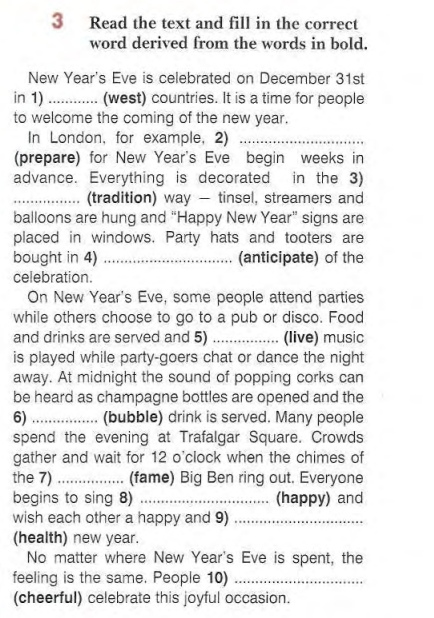 3 Read the text and fill in the correct
word derived from the words in bold.
New Year's Eve is celebrated on December 31st
in 1) ............ (west) countries. It is a time for people
to welcome the coming of the new year.
In London, for example, 2) ..............................
(prepare) for New Year's Eve begin weeks in
advance. Everything is decorated in the 3)
................ (tradition) way – tinsel, streamers and
balloons are hung and "Happy New Year" signs are
placed in windows. Party hats and tooters are
bought in 4) ............................... (anticipate) of the
celebration.
On New Year's Eve, some people attend parties
while others choose to go to a pub or disco. Food
and drinks are served and 5) ................ (live) music
is played while party-goers chat or dance the night
away. At midnight the sound of popping corks can
be heard as champagne bottles are opened and the
6) ................ (bubble) drink is served. Many people
spend the evening at Trafalgar Square. Crowds
gather and wait for 12 o'clock when the chimes of
the 7) ................ (fame) Big Ben ring out. Everyone
begins to sing 8) ............................... (happy) and
wish each other a happy and 9) ...............................
(health) new year.
No matter where New Year's Eve is spent, the
feeling is the same. People 10) ...............................
(cheerful) celebrate this joyful occasion.